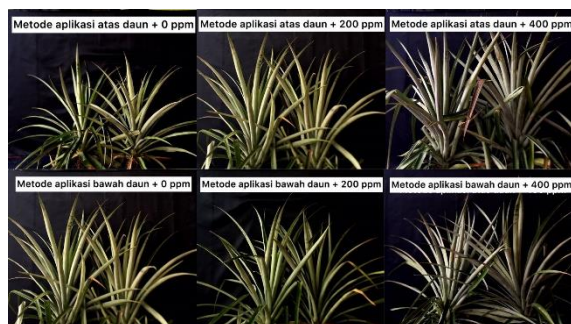 Metode aplikasi atas daun + 0 ppm
Metode aplikasi atas daun + 200 ppm
Metode aplikasi atas daun + 400 ppm
Metode aplikasi bawah daun + 0 ppm
Metode aplikasi bawah daun + 200 ppm
Metode aplikasi bawah daun + 400 ppm